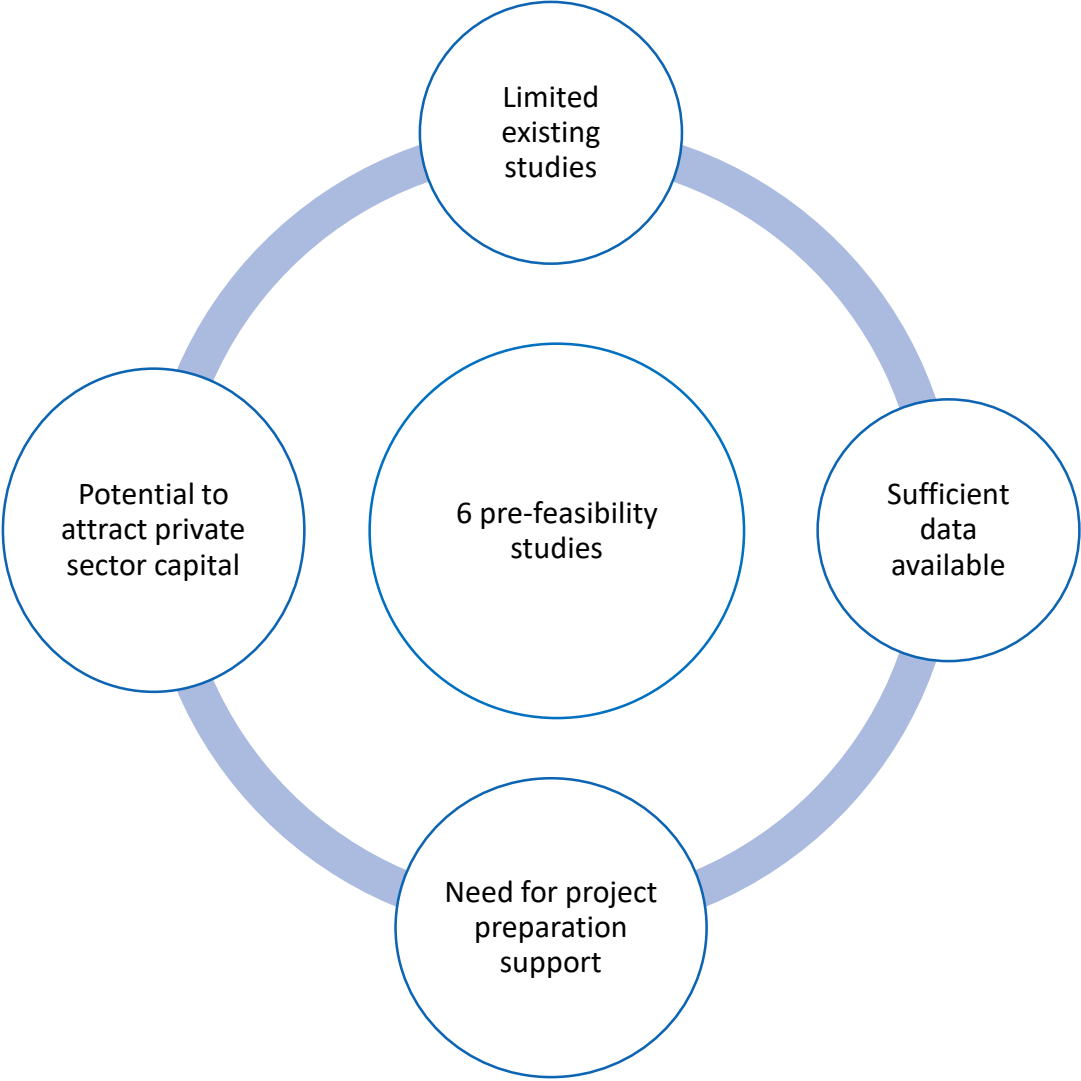 Limited
existing
studies
Potential to
attract private
sector capital
6 pre-feasibility
studies
Sufficient
data
available
Need for project
preparation
support